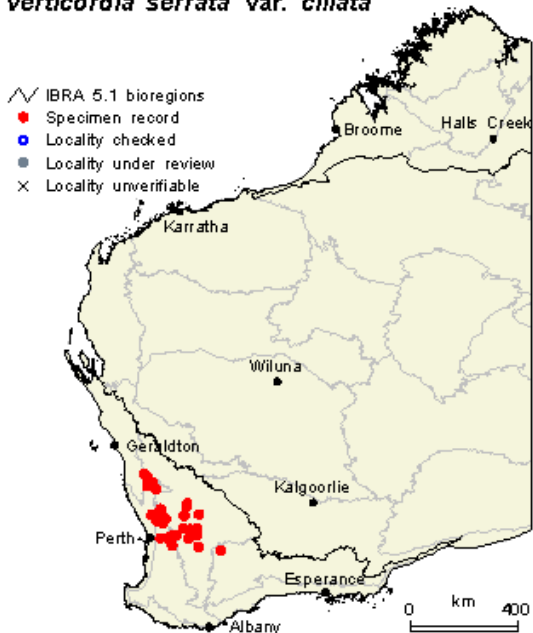 Verticordia serrata var. ciliata
IBRA 5.1 bioregions
Specimen record
Locality checked
Locality under review
Locality unverifiable
Broome
Halls Creek
Karratha
Wiluna
Geraldton
Kalgoorlie
Perth
Esperance
Albany
km
0 400